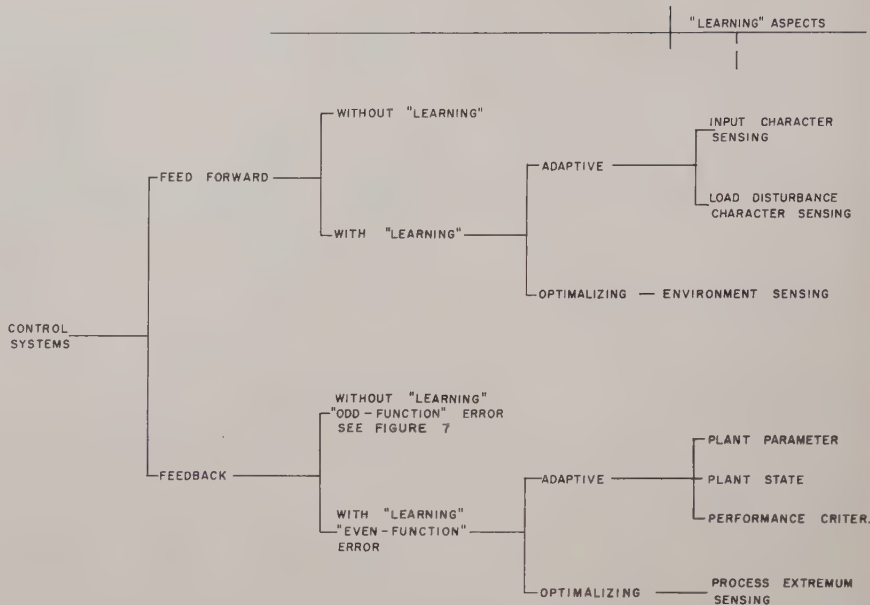 "LEARNING" ASPECTS
WITHOUT "LEARNING"
INPUT CHARACTER
SENSING
ADAPTIVE
FEED FORWARD
LOAD DISTURBANCE
CHARACTER SENSING
WITH "LEARNING"
OPTIMALIZING
ENVIRONMENT SENSING
CONTROL
SYSTEMS
WITHOUT "LEARNING"
"ODD-FUNCTION" ERROR
SEE FIGURE 7
PLANT PARAMETER
FEEDBACK
ADAPTIVE
PLANT STATE
WITH "LEARNING"
"EVEN-FUNCTION"
ERROR
PERFORMANCE CRITER.
OPTIMALIZING
PROCESS EXTREMUM
SENSING